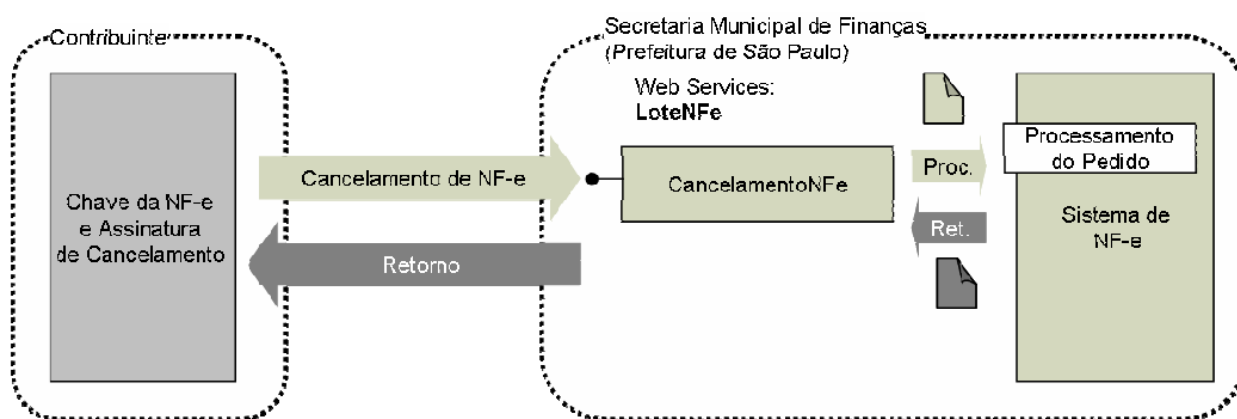 Contribuinte
Secretaria Municipal de Finanças
(Prefeitura de São Paulo)
Web Services:
LoteNFe
Chave da NF-e
e Assinatura
de Cancelamento
Cancelamento de NF-e
Retorno
CancelamentoNFe
Proc.
Ret.
Processamento
do Pedido
Sistema de
NF-e